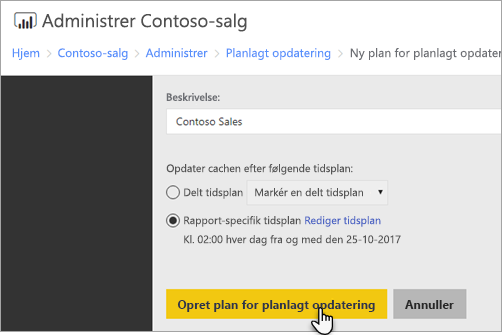 Administrer Contoso-salg
Hjem > Contoso-salg > Administrer > Planlagt opdatering > Ny plan for planlagt opdater
Beskrivelse:
Contoso Sales
Opdater cachen efter følgende tidsplan:
Delt tidsplan Markér en delt tidsplan
Rapport-specifik tidsplan Rediger tidsplan
Kl. 02:00 hver dag fra og med den 25-10-2017
Opret plan for planlagt opdatering Annuller